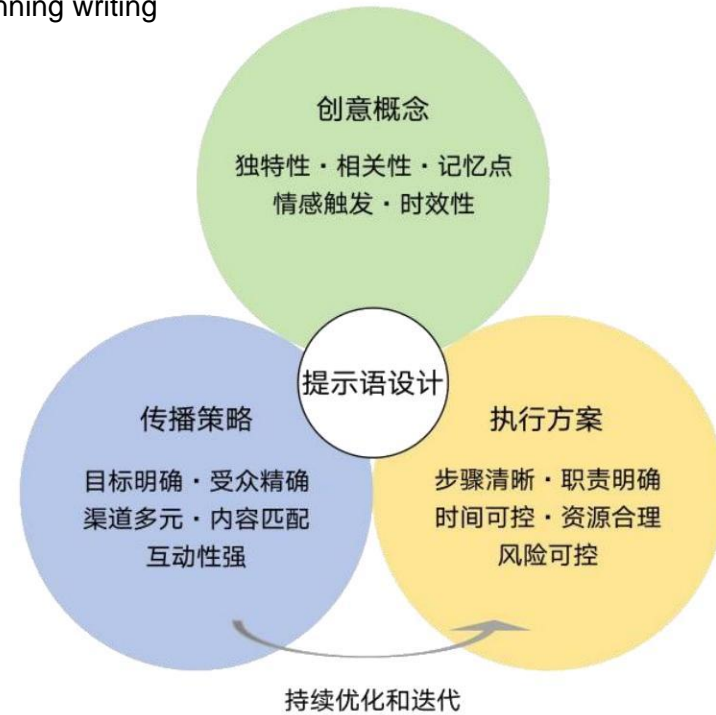 nning writing
创意概念
独特性·相关性·记忆点
情感触发·时效性
提示语设计
传播策略
目标明确·受众精确
渠道多元·内容匹配
互动性强
执行方案
步骤清晰·职责明确
时间可控·资源合理
风险可控
持续优化和迭代